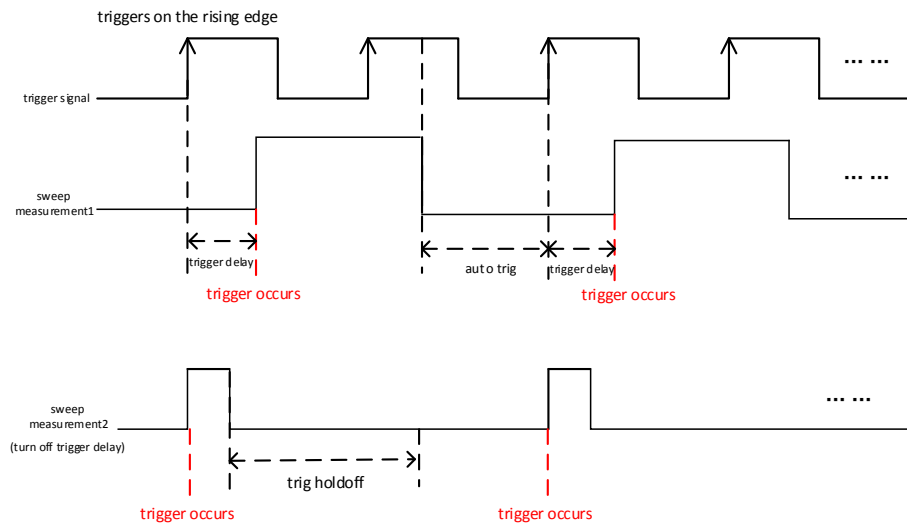 triggers on the rising edge
... ...
trigger signal
... ...
sweep
measurement1
trigger delay
auto trig
trigger delay
trigger occurs
trigger occurs
... ...
sweep
measurement2
(turn off trigger delay)
trig holdoff
trigger occurs
trigger occurs